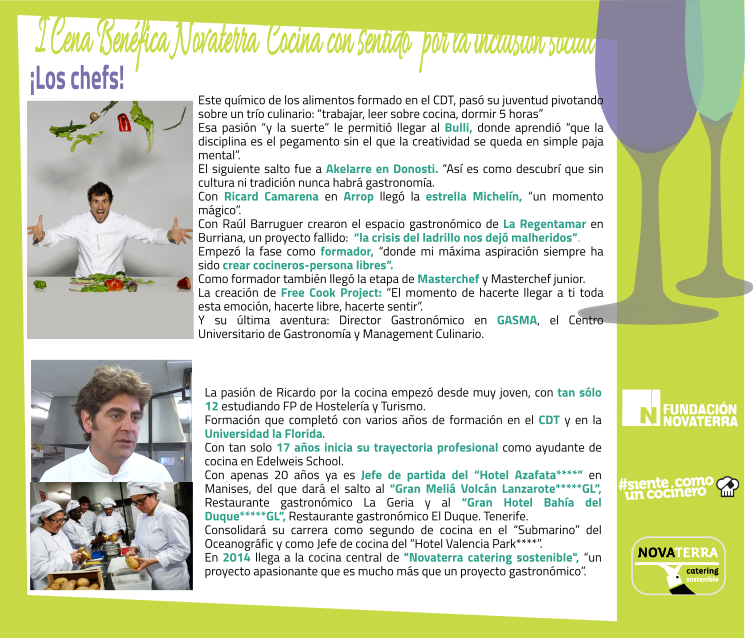 I Cena Benéfica Novaterra "Cocina con sentido" por la inclusión social
¡Los chefs!
Este químico de los alimentos formado en el CDT, pasó su juventud pivotando
sobre un trío culinario: “trabajar, leer sobre cocina, dormir 5 horas”
Esa pasión “y la suerte” le permitió llegar al Bulli, donde aprendió “que la
disciplina es el pegamento sin el que la creatividad se queda en simple paja
mental”.
El siguiente salto fue a Akelarre en Donosti. “Así es como descubrí que sin
cultura ni tradición nunca habrá gastronomía.
Con Ricard Camarena en Arrop llegó la estrella Michelín, “un momento
mágico”.
Con Raúl Barruguer crearon el espacio gastronómico de La Regentamar en
Burriana, un proyecto fallido: “la crisis del ladrillo nos dejó malheridos”.
Empezó la fase como formador, “donde mi máxima aspiración siempre ha
sido crear cocineros-persona libres”.
Como formador también llegó la etapa de Masterchef y Masterchef junior.
La creación de Free Cook Project: “El momento de hacerte llegar a ti toda
esta emoción, hacerte libre, hacerte sentir”.
Y su última aventura: Director Gastronómico en GASMA, el Centro
Universitario de Gastronomía y Management Culinario.
La pasión de Ricardo por la cocina empezó desde muy joven, con tan sólo
12 estudiando FP de Hostelería y Turismo.
Formación que completó con varios años de formación en el CDT y en la
Universidad la Florida.
Con tan solo 17 años inicia su trayectoria profesional como ayudante de
cocina en Edelweis School.
Con apenas 20 años ya es Jefe de partida del “Hotel Azafata****” en
Manises, del que dará el salto al “Gran Meliá Volcán Lanzarote*****GL”,
Restaurante gastronómico La Geria y al “Gran Hotel Bahía del
Duque*****GL”, Restaurante gastronómico El Duque. Tenerife.
Consolidará su carrera como segundo de cocina en el “Submarino” del
Oceanográfic y como Jefe de cocina del “Hotel Valencia Park****”.
En 2014 llega a la cocina central de "Novaterra catering sostenible", “un
proyecto apasionante que es mucho más que un proyecto gastronómico”.
N FUNDACIÓN
NOVATERRA
#siente como
un cocinero
NOVATERRA
catering
sostenible